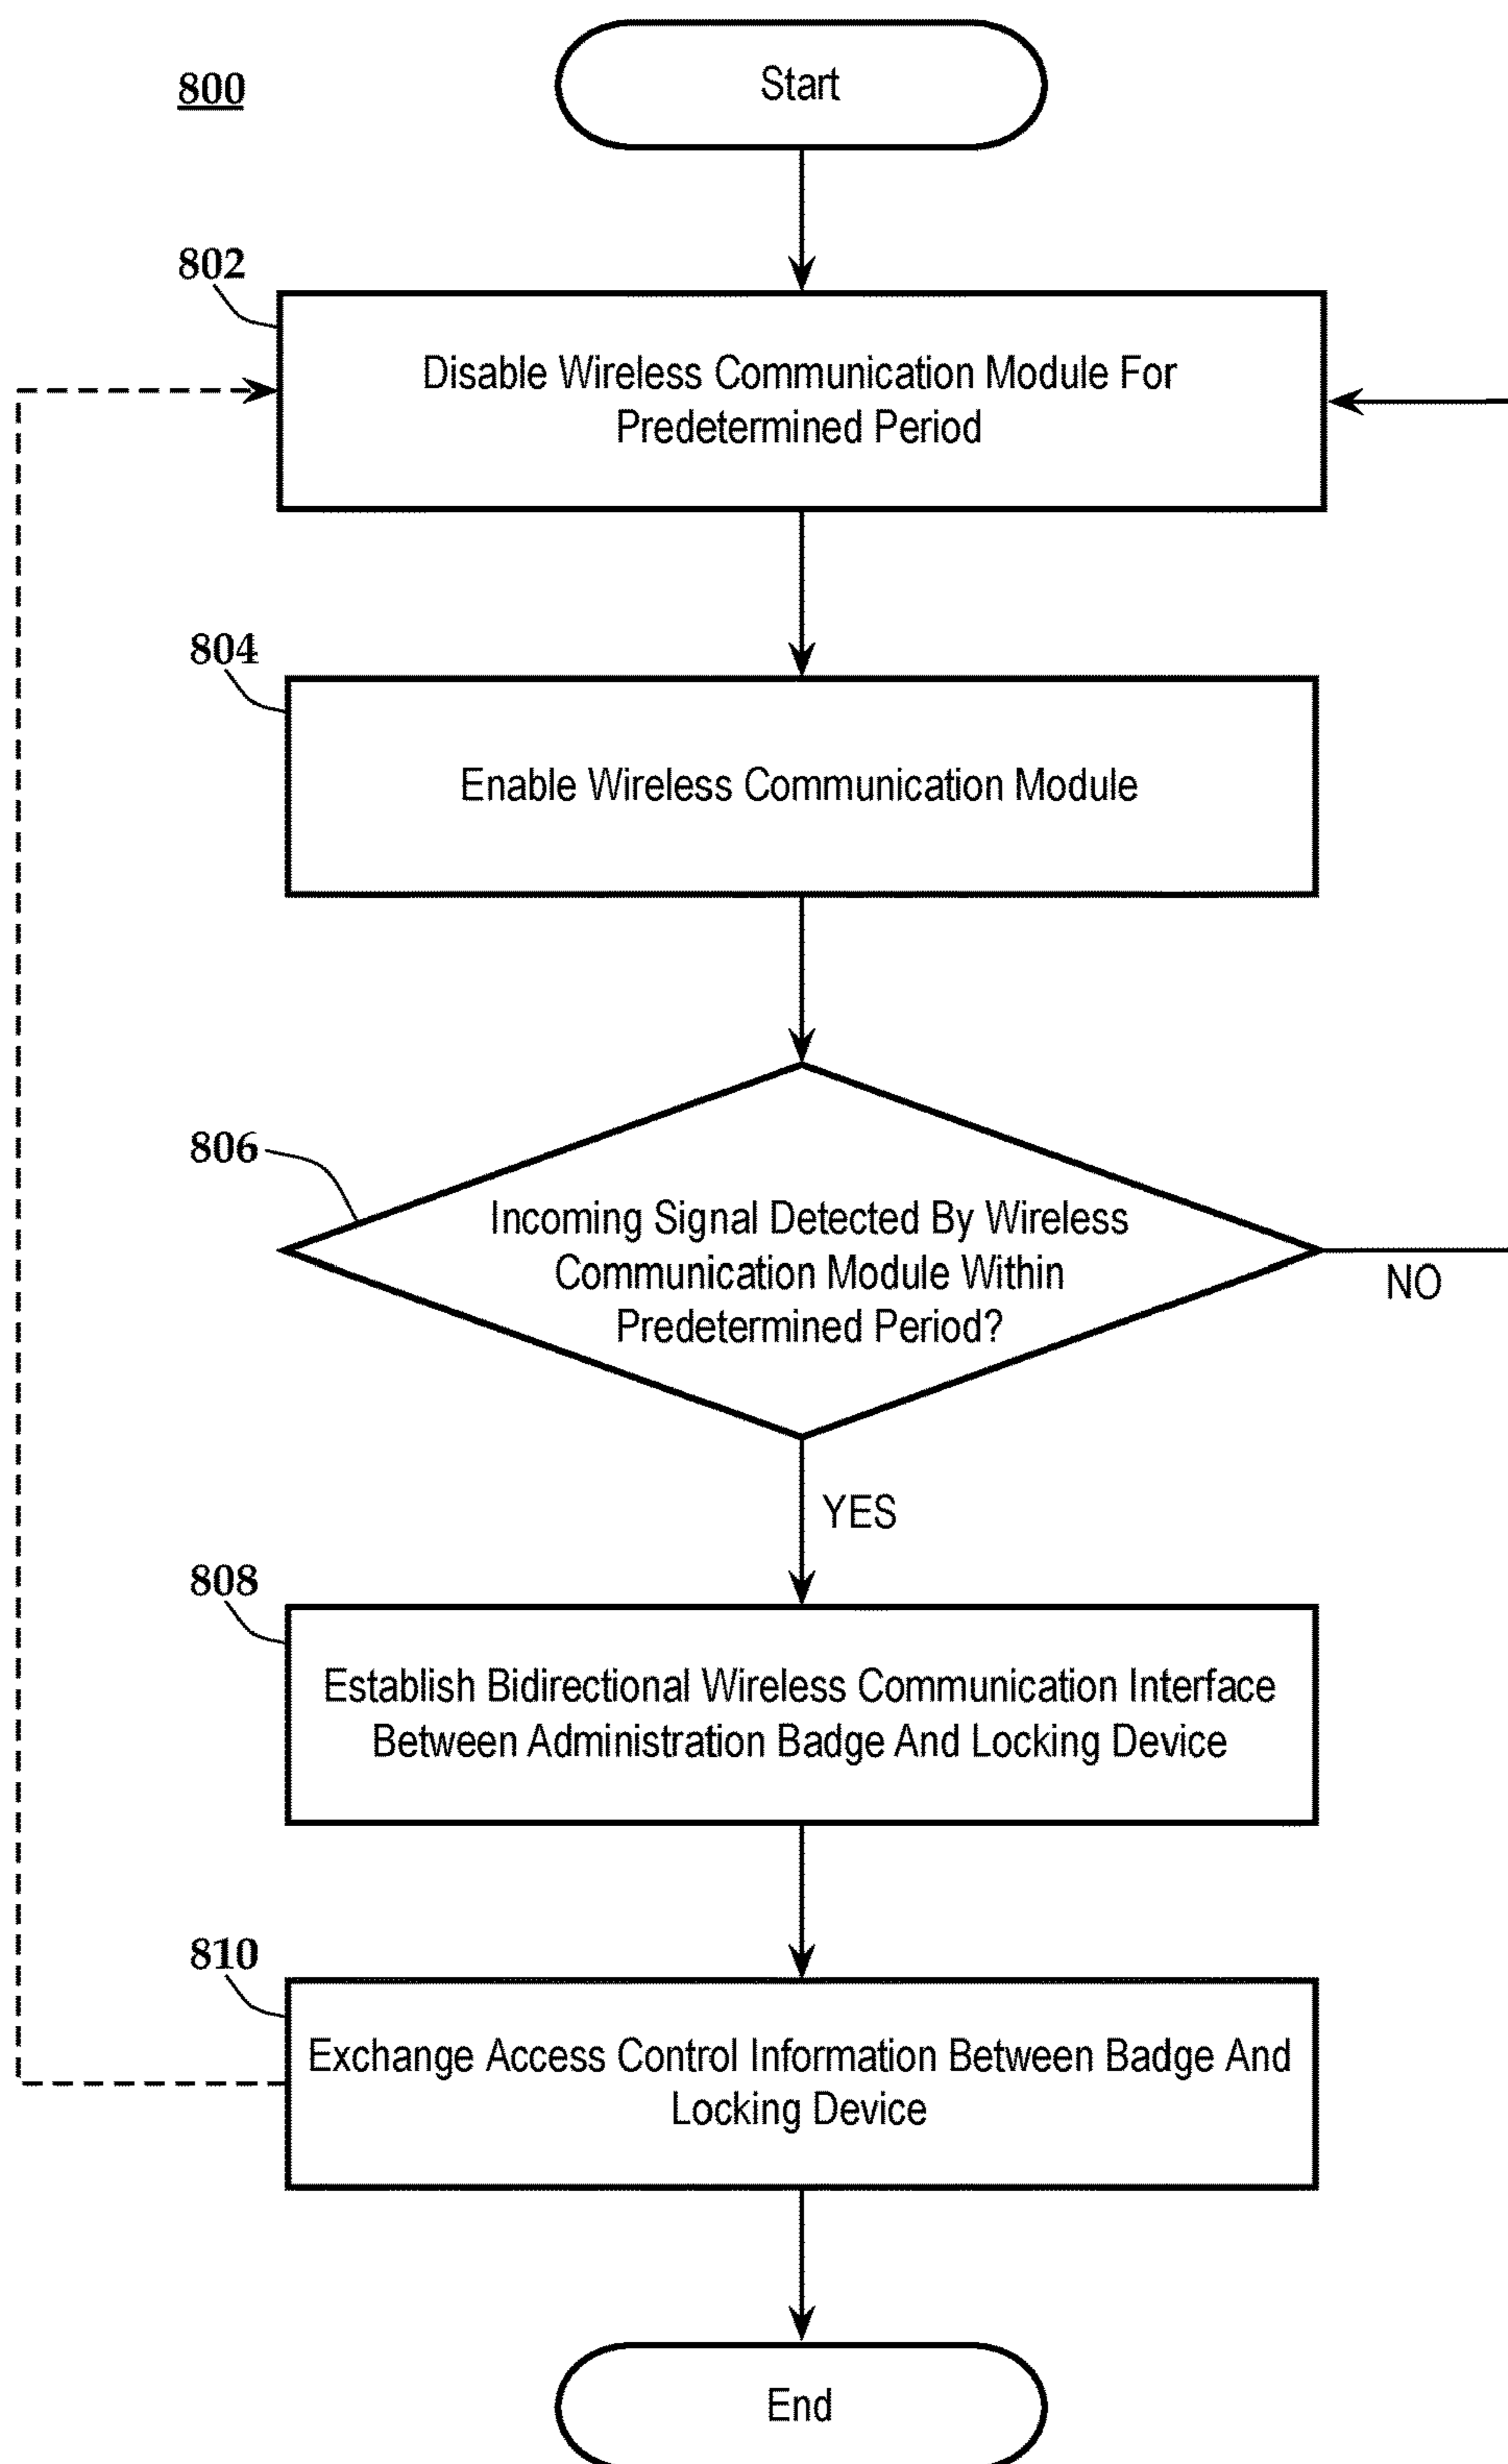 800
Start
802
Disable Wireless Communication Module For
Predetermined Period
804
Enable Wireless Communication Module
806
Incoming Signal Detected By Wireless
Communication Module Within
Predetermined Period?
NO
YES
808
Establish Bidirectional Wireless Communication Interface
Between Administration Badge And Locking Device
810
Exchange Access Control Information Between Badge And
Locking Device
End